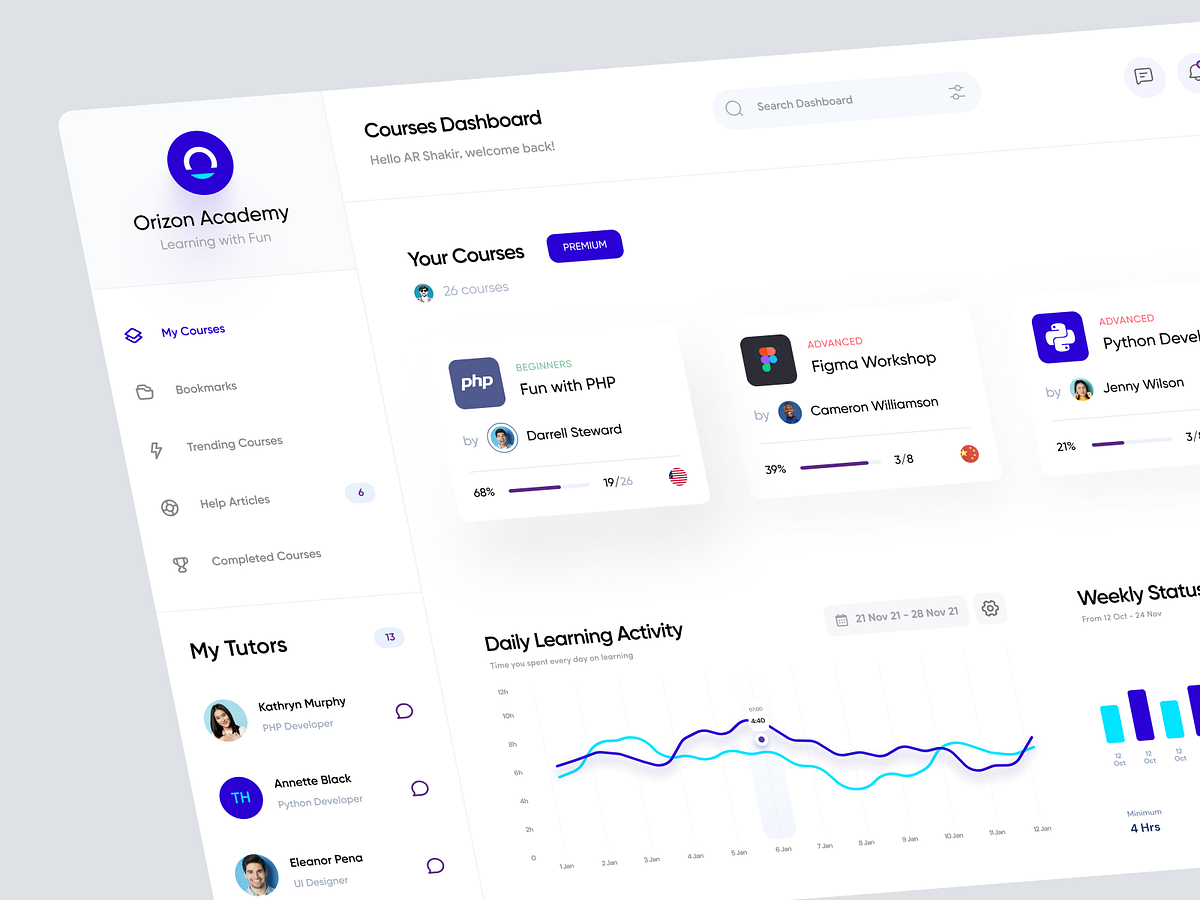 Orizon Academy
Learning with Fun
My Courses
Bookmarks
Trending Courses
Help Articles
6
Completed Courses
My Tutors
13
Kathryn Murphy
PHP Developer
TH
Annette Black
Python Developer
Eleanor Pena
UI Designer
Courses Dashboard
Hello AR Shakir, welcome back!
Search Dashboard
Your Courses
PREMIUM
26 courses
php
BEGINNERS
Fun with PHP
by Darrell Steward
68%
19/26
ADVANCED
Figma Workshop
by Cameron Williamson
39%
3/8
ADVANCED
Python Devel
by Jenny Wilson
21%
3/8
Daily Learning Activity
Time you spent every day on learning
21 Nov 21 - 28 Nov 21
12h
10h
8h
6h
4h
2h
0
07:00
4:40
1 Jan
2 Jan
3 Jan
4 Jan
5 Jan
6 Jan
7 Jan
8 Jan
9 Jan
10 Jan
11 Jan
12 Jan
Weekly Status
From 12 Oct - 24 Nov
12 Oct
12 Oct
12 Oct
Minimum
4 Hrs